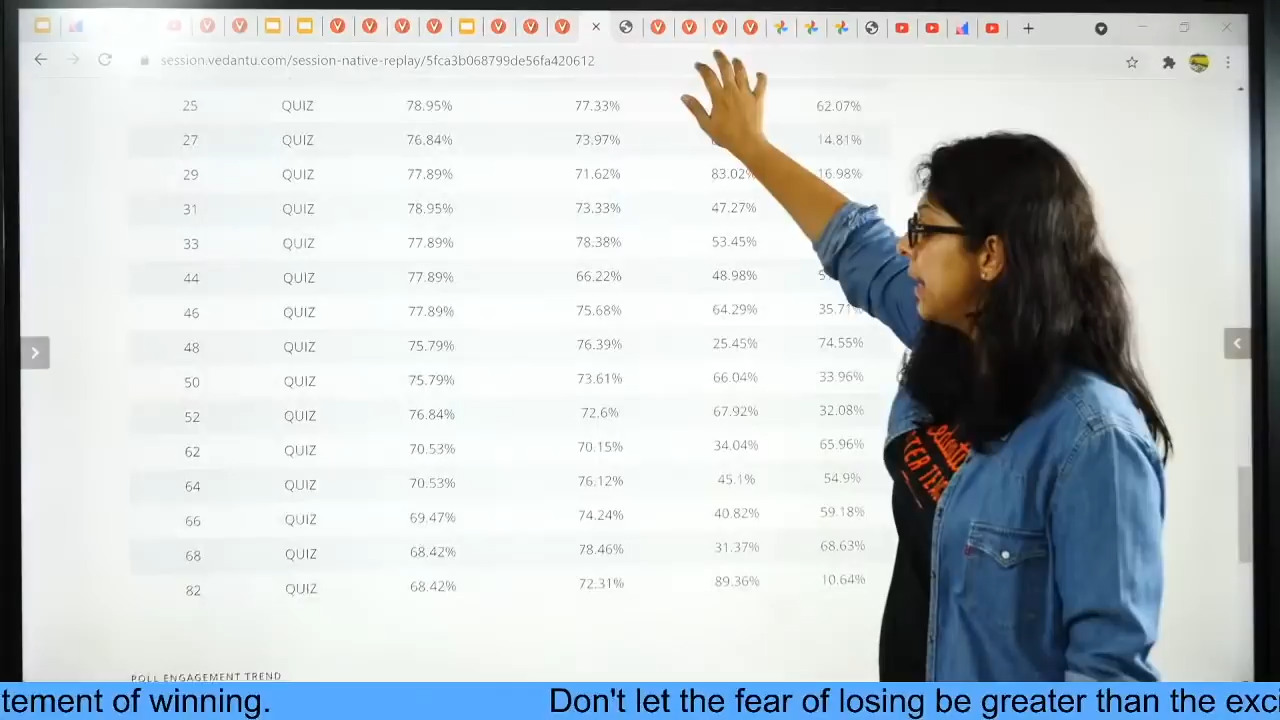 session.vedantu.com/session-native-replay/5fca3b068799de56fa420612
25 QUIZ 78.95% 77.33% 62.07%
27 QUIZ 76.84% 73.97% 14.81%
29 QUIZ 77.89% 71.62% 83.02% 16.98%
31 QUIZ 78.95% 73.33% 47.27%
33 QUIZ 77.89% 78.38% 53.45%
44 QUIZ 77.89% 66.22% 48.98%
46 QUIZ 77.89% 75.68% 64.29% 35.71%
48 QUIZ 75.79% 76.39% 25.45% 74.55%
50 QUIZ 75.79% 73.61% 66.04% 33.96%
52 QUIZ 76.84% 72.6% 67.92% 32.08%
62 QUIZ 70.53% 70.15% 34.04% 65.96%
64 QUIZ 70.53% 76.12% 45.1% 54.9%
66 QUIZ 69.47% 74.24% 40.82% 59.18%
68 QUIZ 68.42% 78.46% 31.37% 68.63%
82 QUIZ 68.42% 72.31% 89.36% 10.64%
POLL ENGAGEMENT TREND
tement of winning. Don't let the fear of losing be greater than the exci